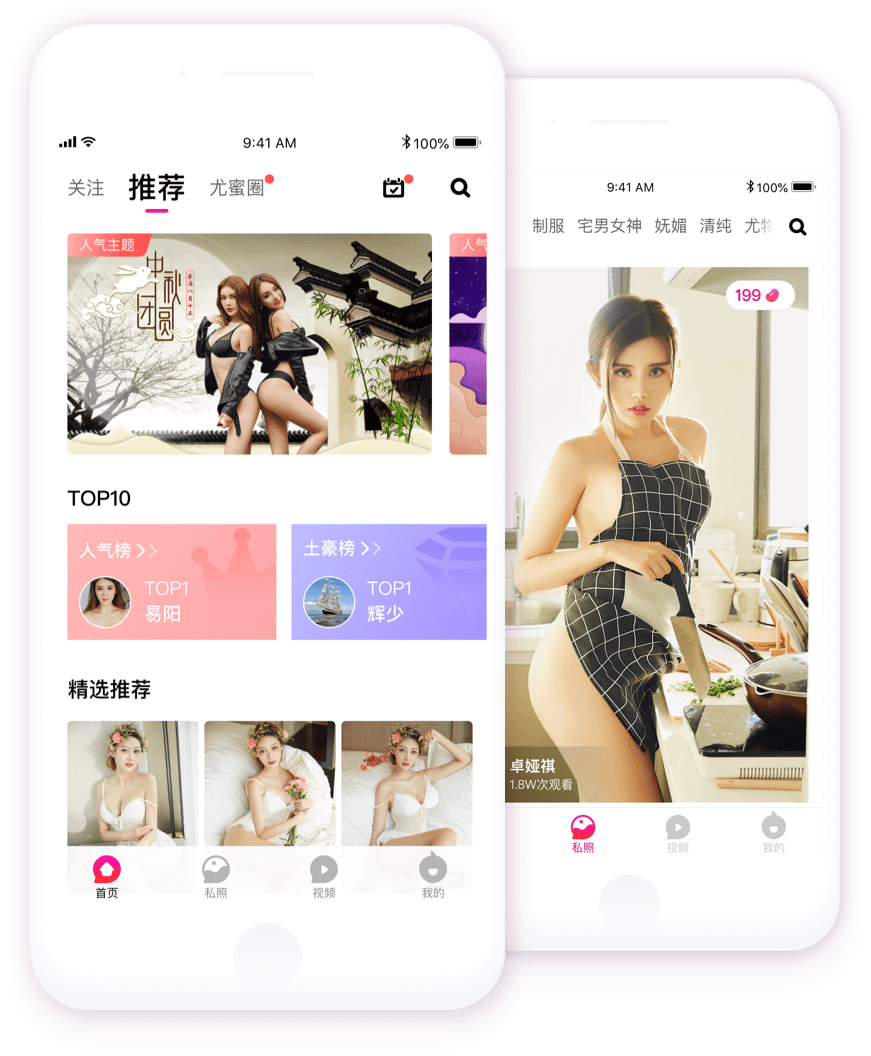 9:41 AM
100%
关注
推荐
尤蜜圈
人气主题
人气
中秋
团圆
TOP10
人气榜
TOP1
易阳
土豪榜
TOP1
辉少
精选推荐
首页
私照
视频
我的
9:41 AM
100%
制服
宅男女神
妩媚
清纯
尤物
199
卓娅祺
1.8W次观看
私照
视频
我的